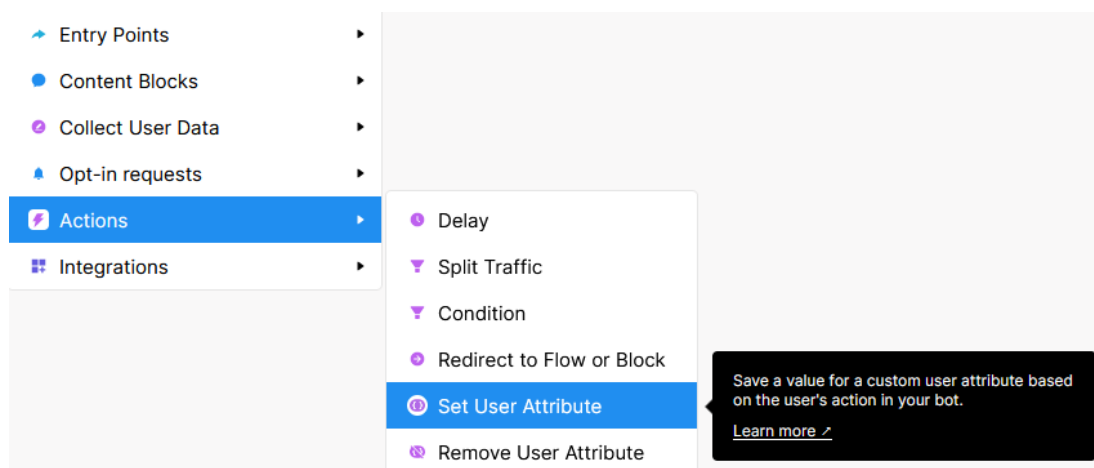 Entry Points
Content Blocks
Collect User Data
Opt-in requests
Actions
Integrations
Delay
Split Traffic
Condition
Redirect to Flow or Block
Set User Attribute
Remove User Attribute
Save a value for a custom user attribute based
on the user's action in your bot.
Learn more ↗